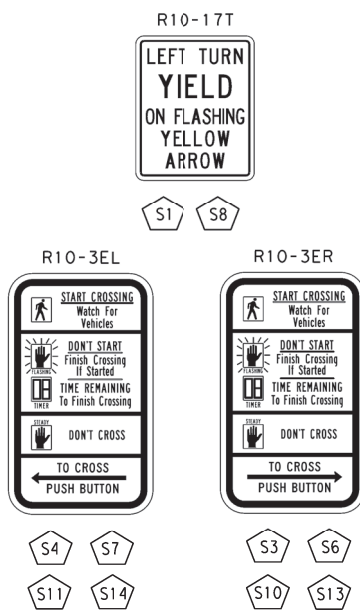 R10-17T
LEFT TURN
YIELD
ON FLASHING
YELLOW
ARROW
S1 S8
R10-3EL
START CROSSING
Watch For
Vehicles
DON'T START
Finish Crossing
If Started
FLASHING
TIME REMAINING
To Finish Crossing
TIMER
STEADY
DON'T CROSS
TO CROSS
PUSH BUTTON
S4 S7
S11 S14
R10-3ER
START CROSSING
Watch For
Vehicles
DON'T START
Finish Crossing
If Started
FLASHING
TIME REMAINING
To Finish Crossing
TIMER
STEADY
DON'T CROSS
TO CROSS
PUSH BUTTON
S3 S6
S10 S13